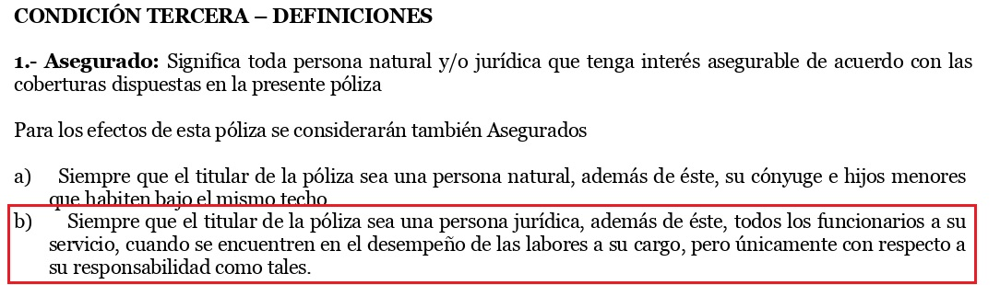 CONDICIÓN TERCERA – DEFINICIONES
1.- Asegurado: Significa toda persona natural y/o jurídica que tenga interés asegurable de acuerdo con las
coberturas dispuestas en la presente póliza
Para los efectos de esta póliza se considerarán también Asegurados
a) Siempre que el titular de la póliza sea una persona natural, además de éste, su cónyuge e hijos menores
que habiten bajo el mismo techo
b) Siempre que el titular de la póliza sea una persona jurídica, además de éste, todos los funcionarios a su
servicio, cuando se encuentren en el desempeño de las labores a su cargo, pero únicamente con respecto a
su responsabilidad como tales.